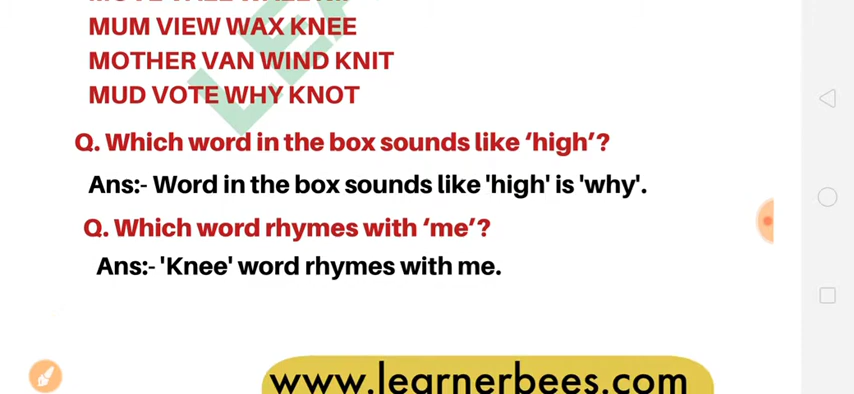 MUM VIEW WAX KNEE
MOTHER VAN WIND KNIT
MUD VOTE WHY KNOT
Q. Which word in the box sounds like ‘high’?
Ans:- Word in the box sounds like 'high' is 'why'.
Q. Which word rhymes with ‘me’?
Ans:- 'Knee' word rhymes with me.
www.learnerbees.com